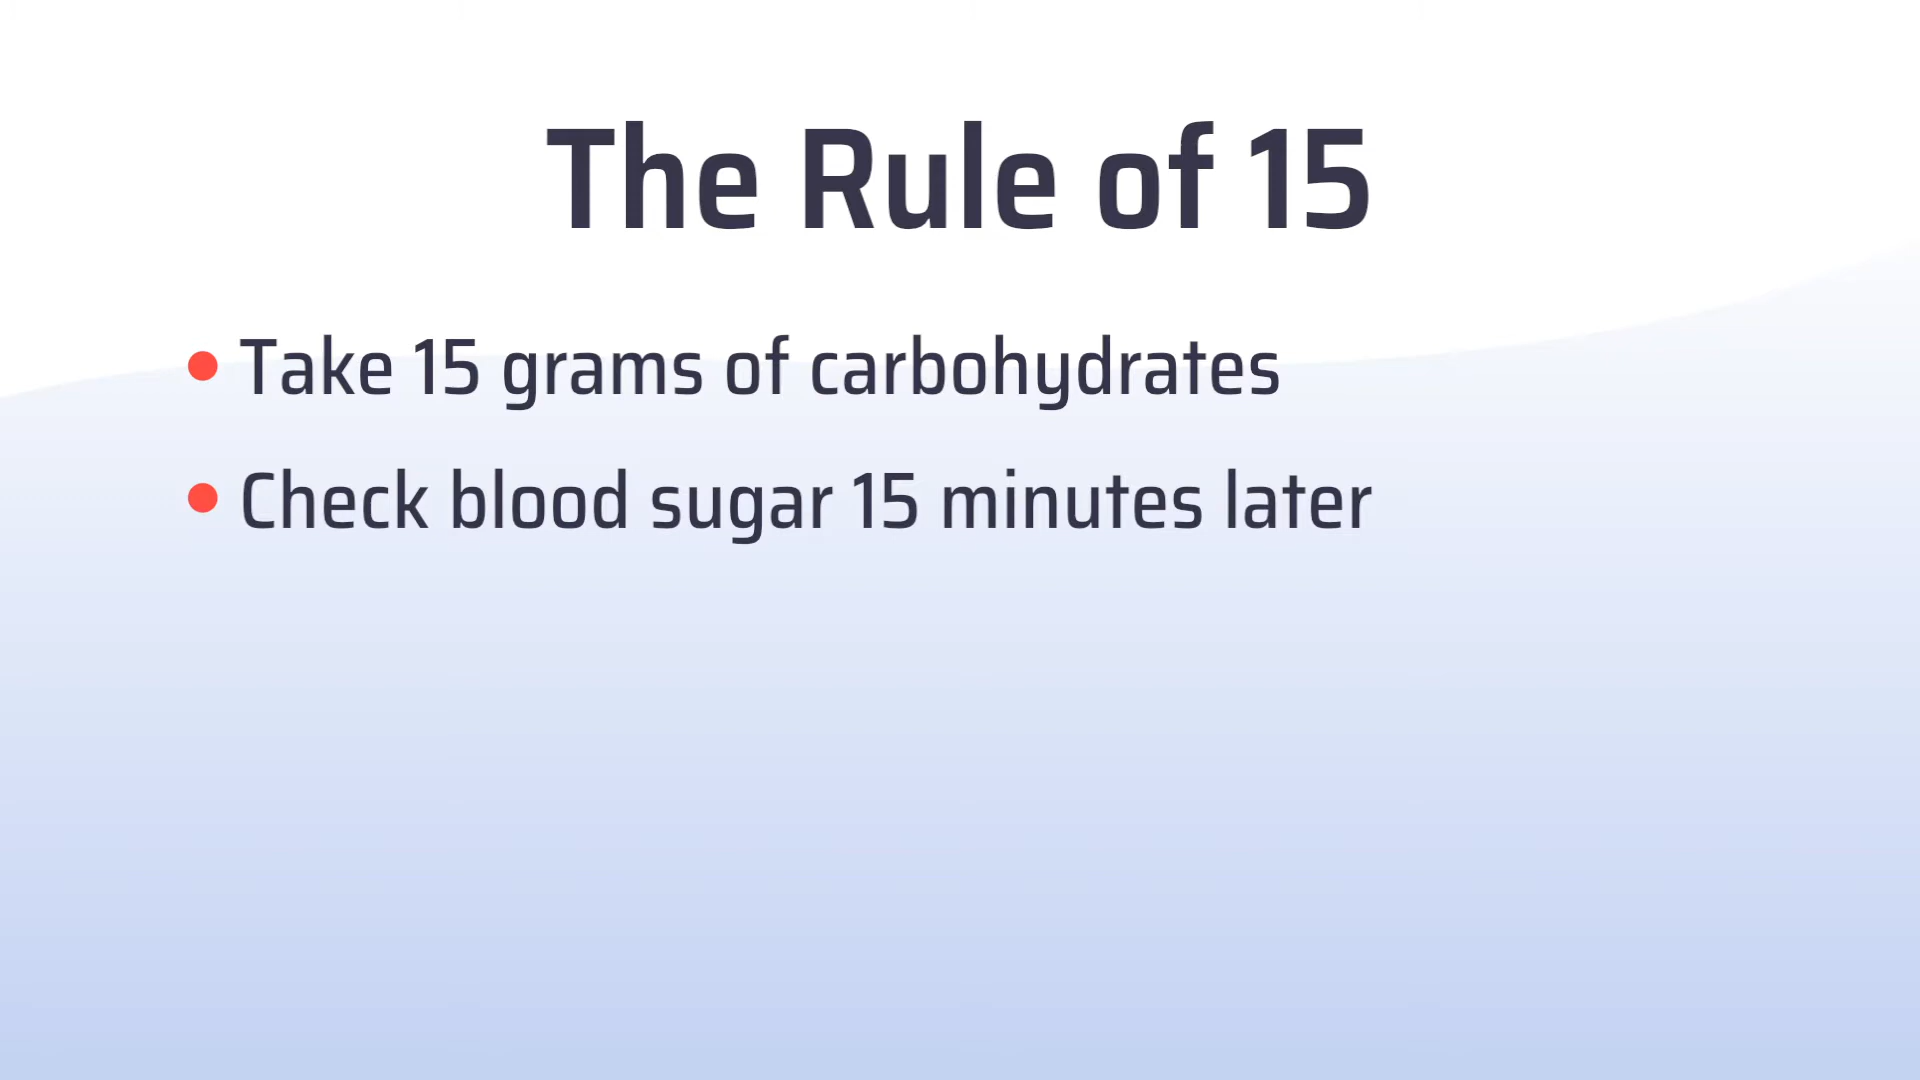 The Rule of 15
Take 15 grams of carbohydrates
Check blood sugar 15 minutes later